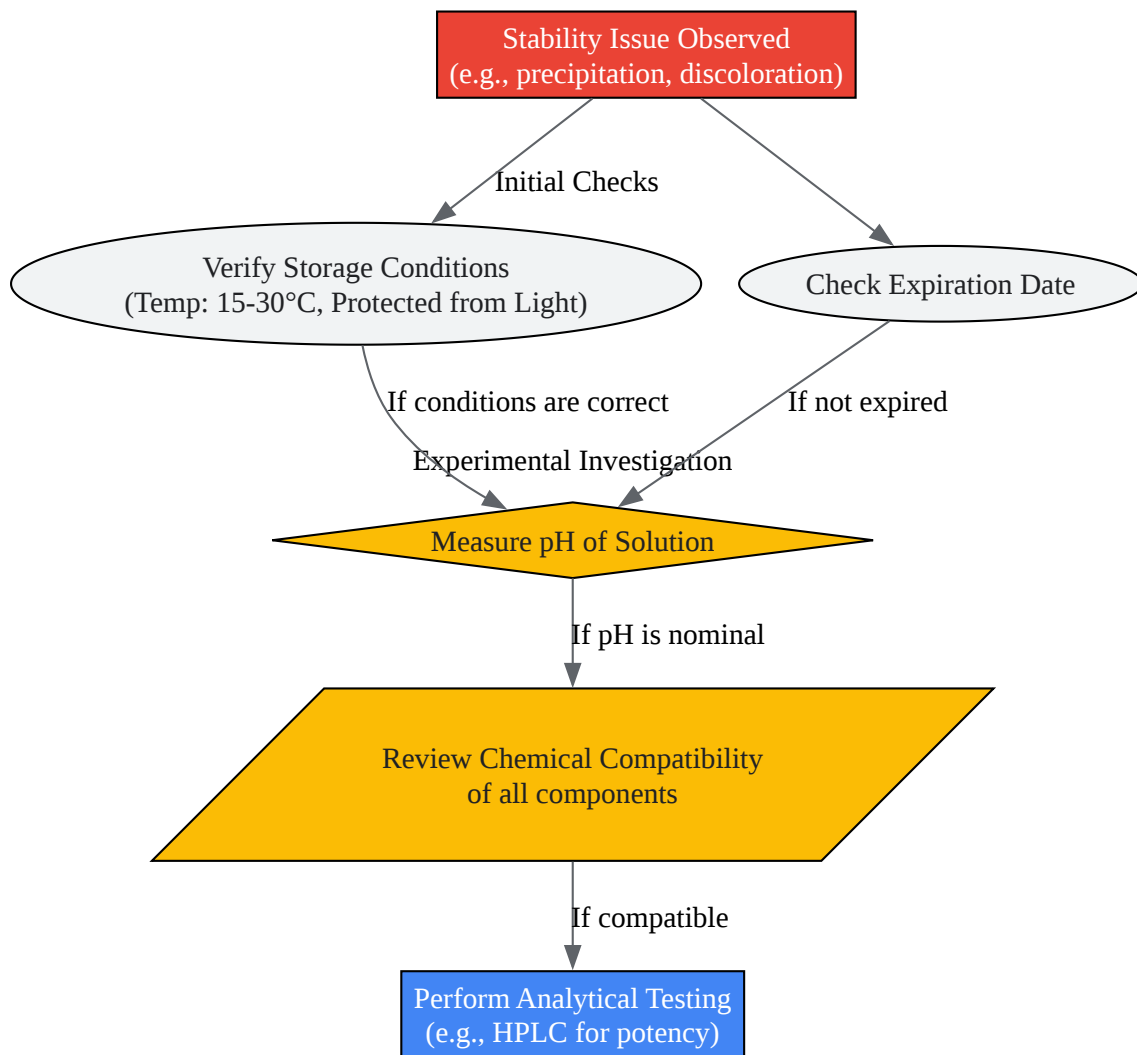 Stability Issue Observed
(e.g., precipitation, discoloration)
Initial Checks
Verify Storage Conditions
(Temp: 15-30°C, Protected from Light)
Check Expiration Date
If conditions are correct
If not expired
Experimental Investigation
Measure pH of Solution
If pH is nominal
Review Chemical Compatibility
of all components
If compatible
Perform Analytical Testing
(e.g., HPLC for potency)